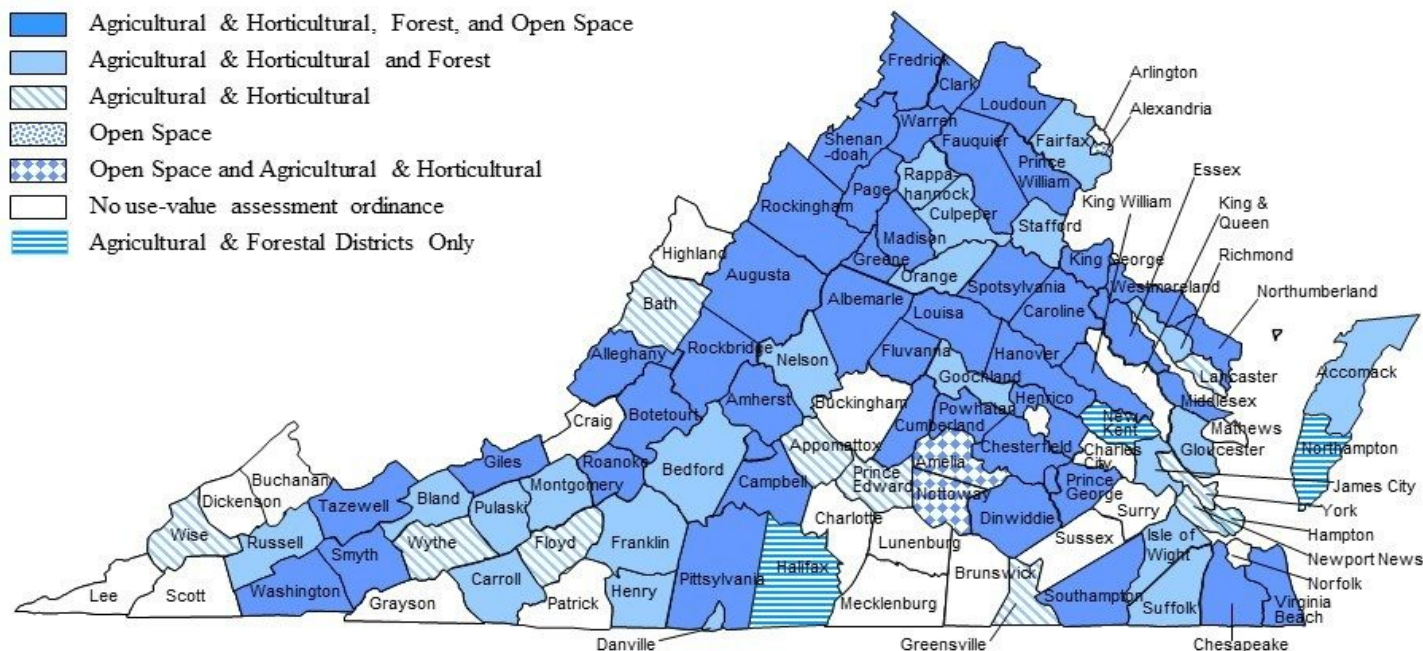 Agricultural & Horticultural, Forest, and Open Space
Agricultural & Horticultural and Forest
Agricultural & Horticultural
Open Space
Open Space and Agricultural & Horticultural
No use-value assessment ordinance
Agricultural & Forestal Districts Only
Fredrick
Clark
Loudoun
Arlington
Alexandria
Warren
Shenan
-doah
Fauquier
Fairfax
Prince
William
Essex
Rappa-
hannock
Page
King William
King &
Queen
Rockingham
Culpeper
Stafford
Richmond
Madison
Highland
Greene
King George
Orange
Augusta
Westmoreland
Northumberland
Spotsylvania
Bath
Albemarle
Louisa
Caroline
Alleghany
Rockbridge
Nelson
Fluvanna
Hanover
Lancaster
Accomack
Goochland
Amherst
Henrico
Middlesex
Buckingham
Powhatan
Botetourt
Craig
Cumberland
New
Kent
Mathews
Chesterfield
Appomattox
Charles
City
Gloucester
Northampton
Giles
Roanoke
Bedford
Amelia
Prince
Edward
Buchanan
Montgomery
Campbell
Prince
George
James City
Dickenson
Bland
Pulaski
Nottoway
Tazewell
York
Charlotte
Dinwiddie
Surry
Wise
Russell
Wythe
Floyd
Franklin
Lunenburg
Sussex
Isle of
Wight
Hampton
Smyth
Newport News
Pittsylvania
Halifax
Brunswick
Norfolk
Carroll
Henry
Washington
Lee
Scott
Grayson
Patrick
Mecklenburg
Southampton
Suffolk
Virginia
Beach
Danville
Greensville
Chesapeake